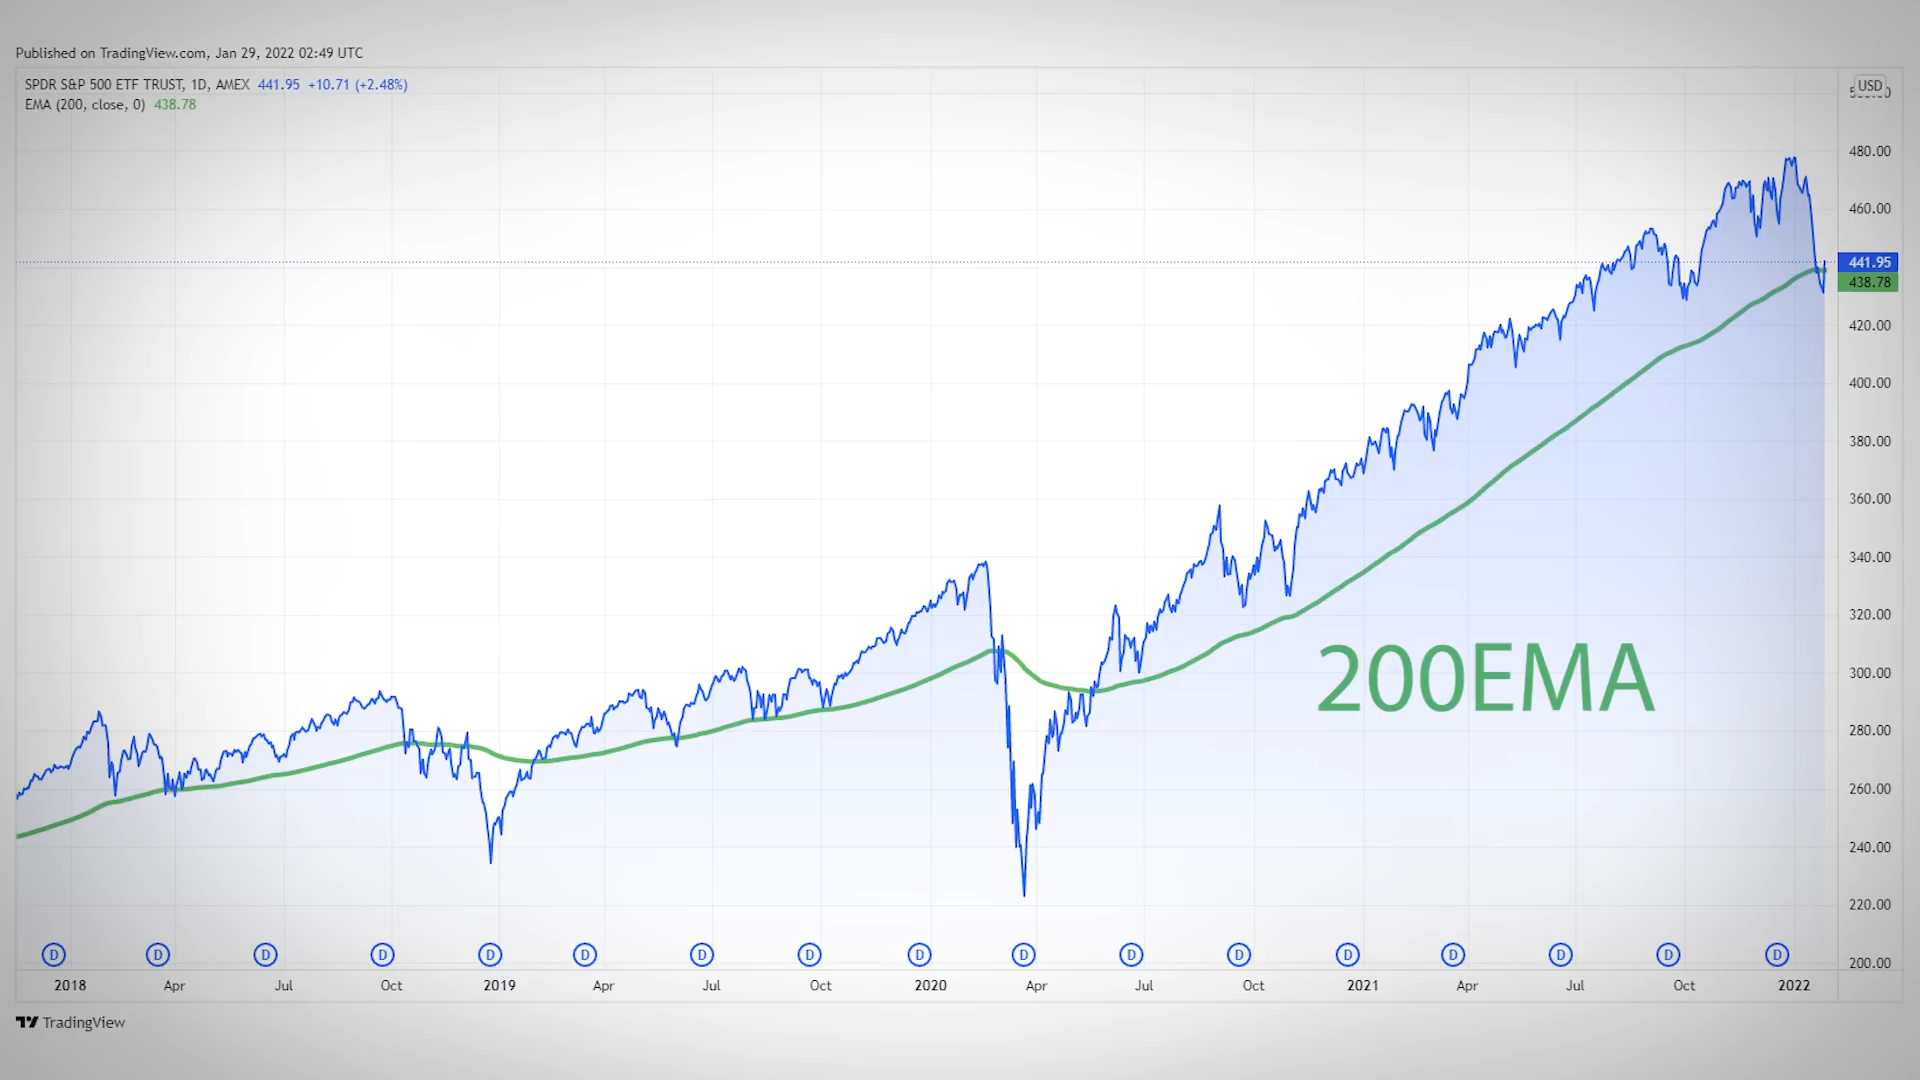 Published on TradingView.com, Jan 29, 2022 02:49 UTC
SPDR S&P 500 ETF TRUST, 1D, AMEX 441.95 +10.71 (+2.48%)
EMA (200, close, 0) 438.78
USD
480.00
460.00
441.95
438.78
420.00
400.00
380.00
360.00
340.00
320.00
300.00
280.00
260.00
240.00
220.00
200.00
200EMA
D D D D D D D D D D D D D D D D D
2018 Apr Jul Oct 2019 Apr Jul Oct 2020 Apr Jul Oct 2021 Apr Jul Oct 2022
TradingView